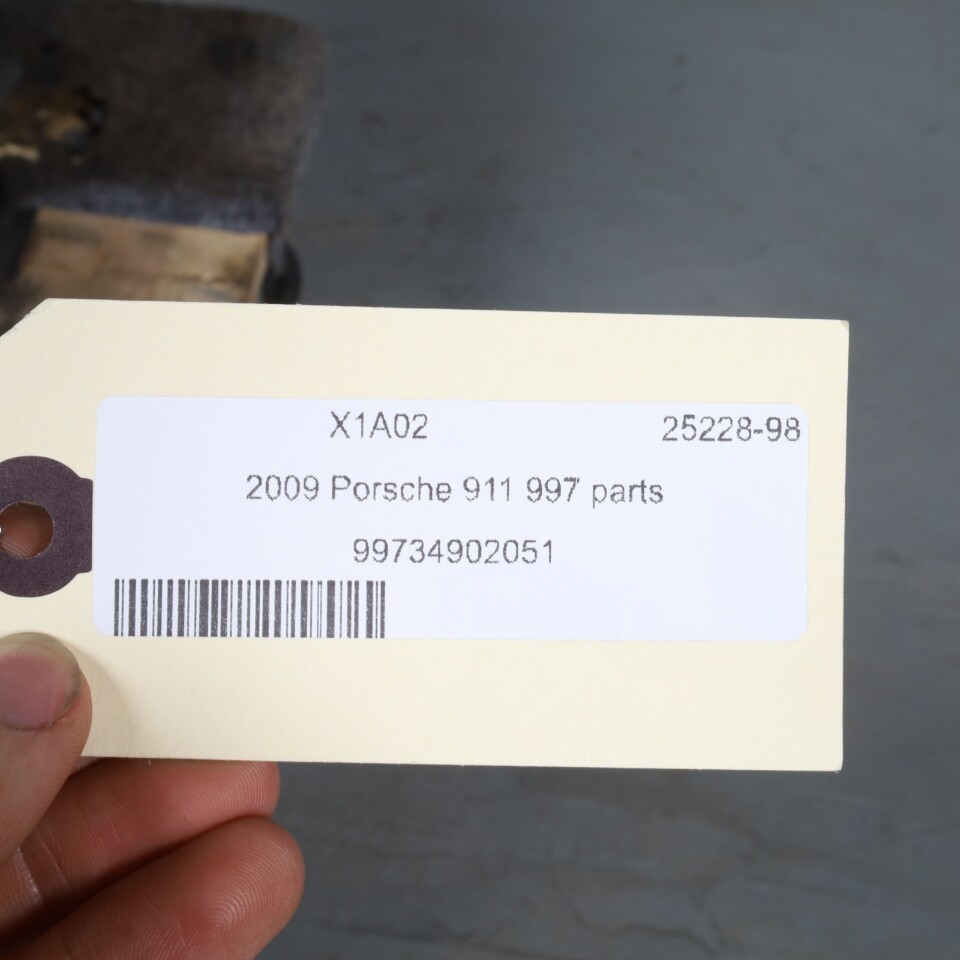 X1A02 25228-98
2009 Porsche 911 997 parts
99734902051